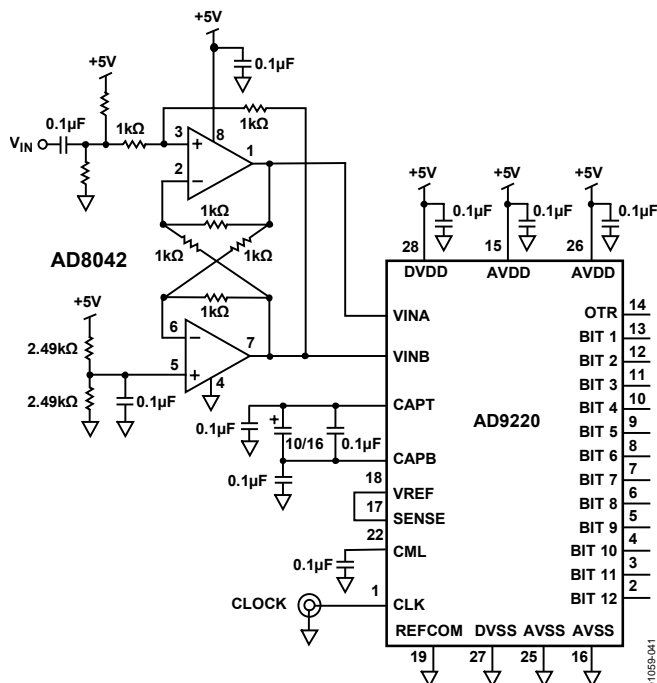 +5V
+5V
0.1µF
0.1µF
1kΩ
VIN
1kΩ
3
8
+
2
–
1
1kΩ
1kΩ
1kΩ
AD8042
1kΩ
+5V
2.49kΩ
2.49kΩ
6
–
7
5
+
4
0.1µF
+5V
+5V
+5V
0.1µF
0.1µF
0.1µF
28
15
26
DVDD
AVDD
AVDD
VINA
VINB
CAPT
CAPB
0.1µF
+
10/16
0.1µF
0.1µF
18
VREF
17
SENSE
22
CML
0.1µF
1
CLOCK
CLK
AD9220
OTR 14
BIT 1 13
BIT 2 12
BIT 3 11
BIT 4 10
BIT 5 9
BIT 6 8
BIT 7 7
BIT 8 6
BIT 9 5
BIT 10 4
BIT 11 3
BIT 12 2
REFCOM DVSS AVSS AVSS
19 27 25 16
01059-041